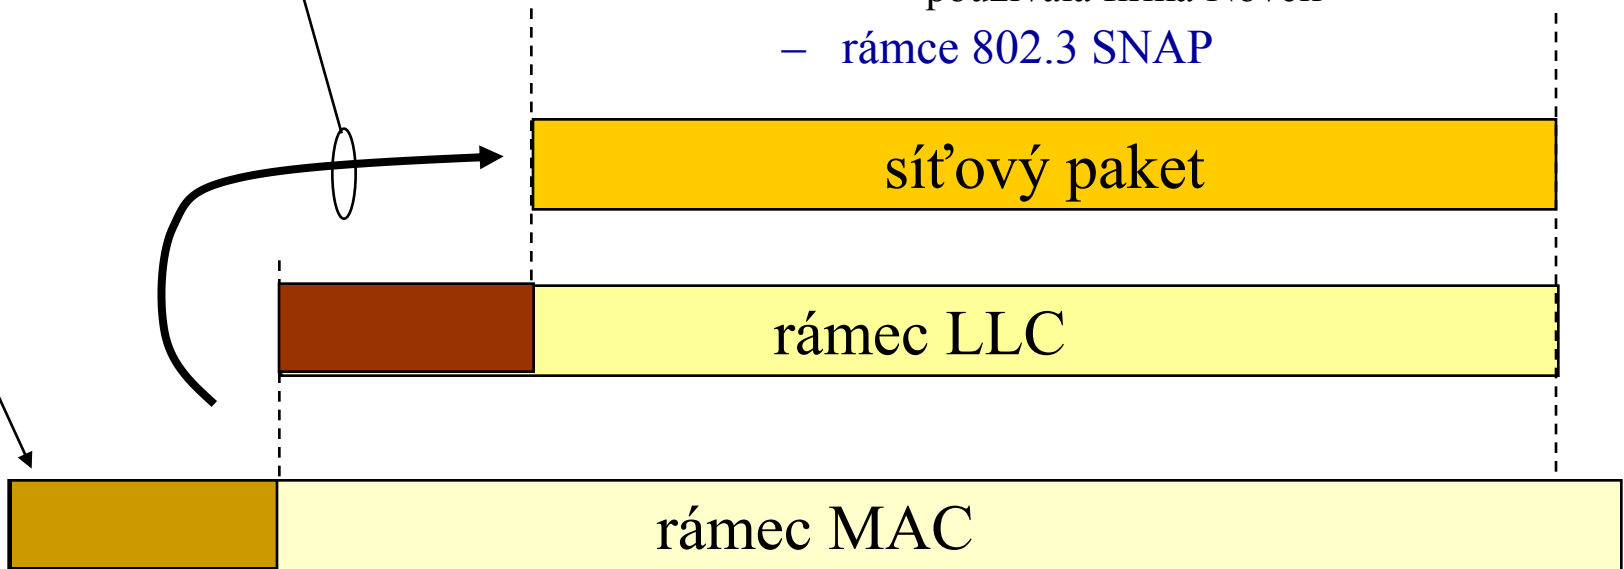 – rámce 802.3 SNAP
síťový paket
rámec LLC
rámec MAC